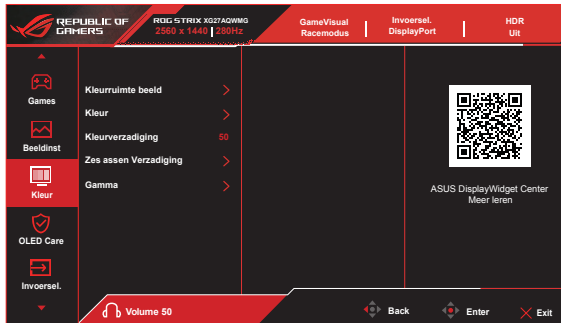 REPUBLIC OF
GAMERS
ROG STRIX XG27AQWMG
2560 x 1440 | 280Hz
GameVisual
Racemodus
Invoersel.
DisplayPort
HDR
Uit
Games
Beeldinst
Kleur
OLED Care
Invoersel.
Kleurruimte beeld
Kleur
Kleurverzadiging 50
Zes assen Verzadiging
Gamma
ASUS DisplayWidget Center
Meer leren
Volume 50
Back
Enter
Exit